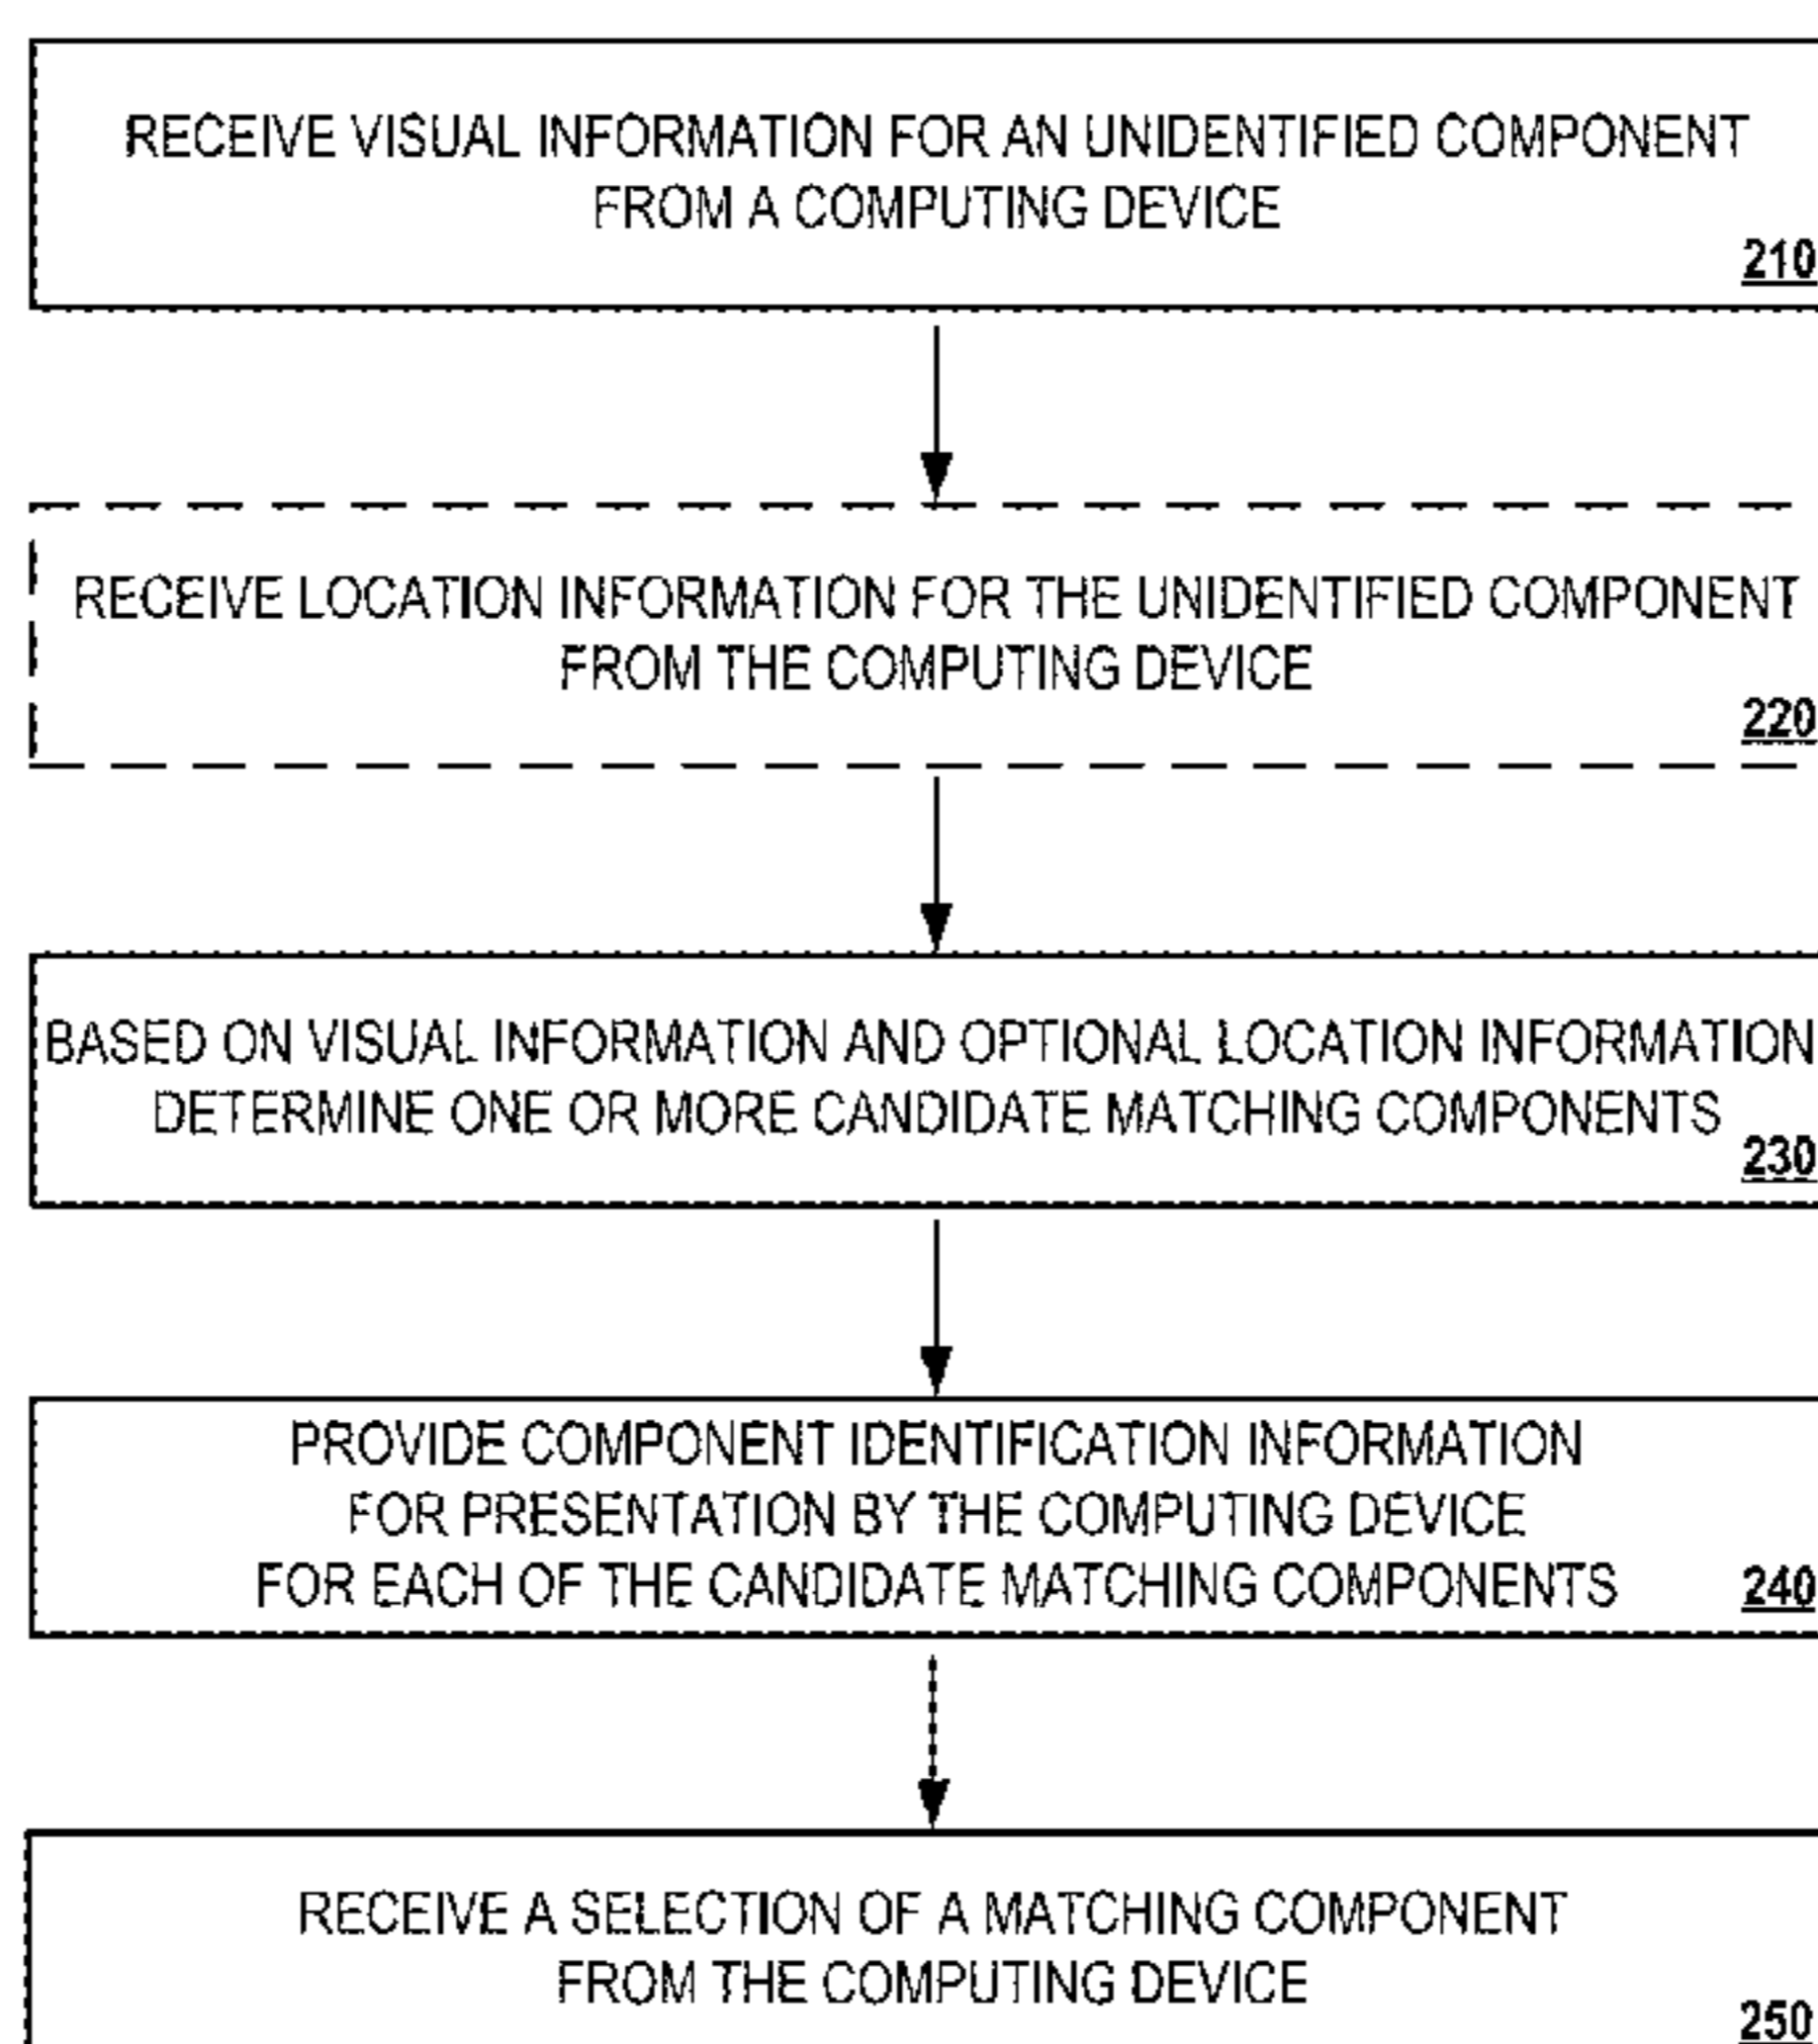 RECEIVE VISUAL INFORMATION FOR AN UNIDENTIFIED COMPONENT
FROM A COMPUTING DEVICE
210
RECEIVE LOCATION INFORMATION FOR THE UNIDENTIFIED COMPONENT
FROM THE COMPUTING DEVICE
220
BASED ON VISUAL INFORMATION AND OPTIONAL LOCATION INFORMATION
DETERMINE ONE OR MORE CANDIDATE MATCHING COMPONENTS
230
PROVIDE COMPONENT IDENTIFICATION INFORMATION
FOR PRESENTATION BY THE COMPUTING DEVICE
FOR EACH OF THE CANDIDATE MATCHING COMPONENTS
240
RECEIVE A SELECTION OF A MATCHING COMPONENT
FROM THE COMPUTING DEVICE
250